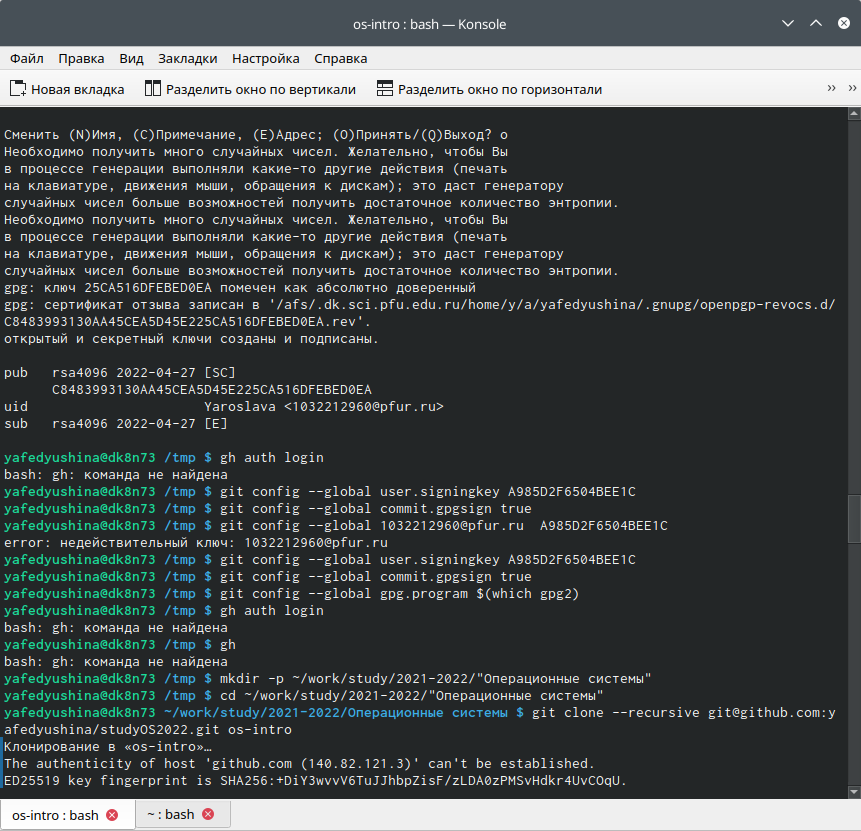 os-intro : bash — Konsole
Файл Правка Вид Закладки Настройка Справка
Новая вкладка Разделить окно по вертикали Разделить окно по горизонтали
Сменить (N)Имя, (C)Примечание, (E)Адрес; (O)Принять/(Q)Выход? o
Необходимо получить много случайных чисел. Желательно, чтобы Вы
в процессе генерации выполняли какие-то другие действия (печать
на клавиатуре, движения мыши, обращения к дискам); это даст генератору
случайных чисел больше возможностей получить достаточное количество энтропии.
Необходимо получить много случайных чисел. Желательно, чтобы Вы
в процессе генерации выполняли какие-то другие действия (печать
на клавиатуре, движения мыши, обращения к дискам); это даст генератору
случайных чисел больше возможностей получить достаточное количество энтропии.
gpg: ключ 25CA516DFEBED0EA помечен как абсолютно доверенный
gpg: сертификат отзыва записан в '/afs/.dk.sci.pfu.edu.ru/home/y/a/yafedyushina/.gnupg/openpgp-revocs.d/
C8483993130AA45CEA5D45E225CA516DFEBED0EA.rev'.
открытый и секретный ключи созданы и подписаны.
pub   rsa4096 2022-04-27 [SC]
      C8483993130AA45CEA5D45E225CA516DFEBED0EA
uid                      Yaroslava <1032212960@pfur.ru>
sub   rsa4096 2022-04-27 [E]
yafedyushina@dk8n73 /tmp $ gh auth login
bash: gh: команда не найдена
yafedyushina@dk8n73 /tmp $ git config --global user.signingkey A985D2F6504BEE1C
yafedyushina@dk8n73 /tmp $ git config --global commit.gpgsign true
yafedyushina@dk8n73 /tmp $ git config --global 1032212960@pfur.ru  A985D2F6504BEE1C
error: недействительный ключ: 1032212960@pfur.ru
yafedyushina@dk8n73 /tmp $ git config --global user.signingkey A985D2F6504BEE1C
yafedyushina@dk8n73 /tmp $ git config --global commit.gpgsign true
yafedyushina@dk8n73 /tmp $ git config --global gpg.program $(which gpg2)
yafedyushina@dk8n73 /tmp $ gh auth login
bash: gh: команда не найдена
yafedyushina@dk8n73 /tmp $ gh
bash: gh: команда не найдена
yafedyushina@dk8n73 /tmp $ mkdir -p ~/work/study/2021-2022/"Операционные системы"
yafedyushina@dk8n73 /tmp $ cd ~/work/study/2021-2022/"Операционные системы"
yafedyushina@dk8n73 ~/work/study/2021-2022/Операционные системы $ git clone --recursive git@github.com:y
afedyushina/studyOS2022.git os-intro
Клонирование в «os-intro»…
The authenticity of host 'github.com (140.82.121.3)' can't be established.
ED25519 key fingerprint is SHA256:+DiY3wvvV6TuJJhbpZisF/zLDA0zPMSvHdkr4UvCOqU.
os-intro : bash ~ : bash